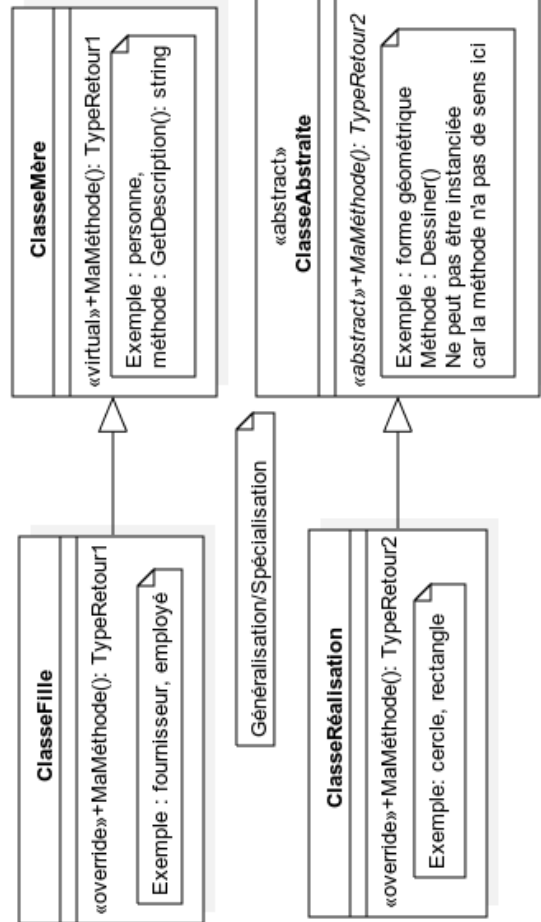 ClasseMère
«virtual»+MaMéthode(): TypeRetour1
Exemple : personne,
méthode : GetDescription(): string
ClasseFille
«override»+MaMéthode(): TypeRetour1
Exemple : fournisseur, employé
Généralisation/Spécialisation
«abstract»
ClasseAbstraîte
«abstract»+MaMéthode(): TypeRetour2
Exemple : forme géométrique
Méthode : Dessiner()
Ne peut pas être instanciée
car la méthode n'a pas de sens ici
ClasseRéalisation
«override»+MaMéthode(): TypeRetour2
Exemple: cercle, rectangle